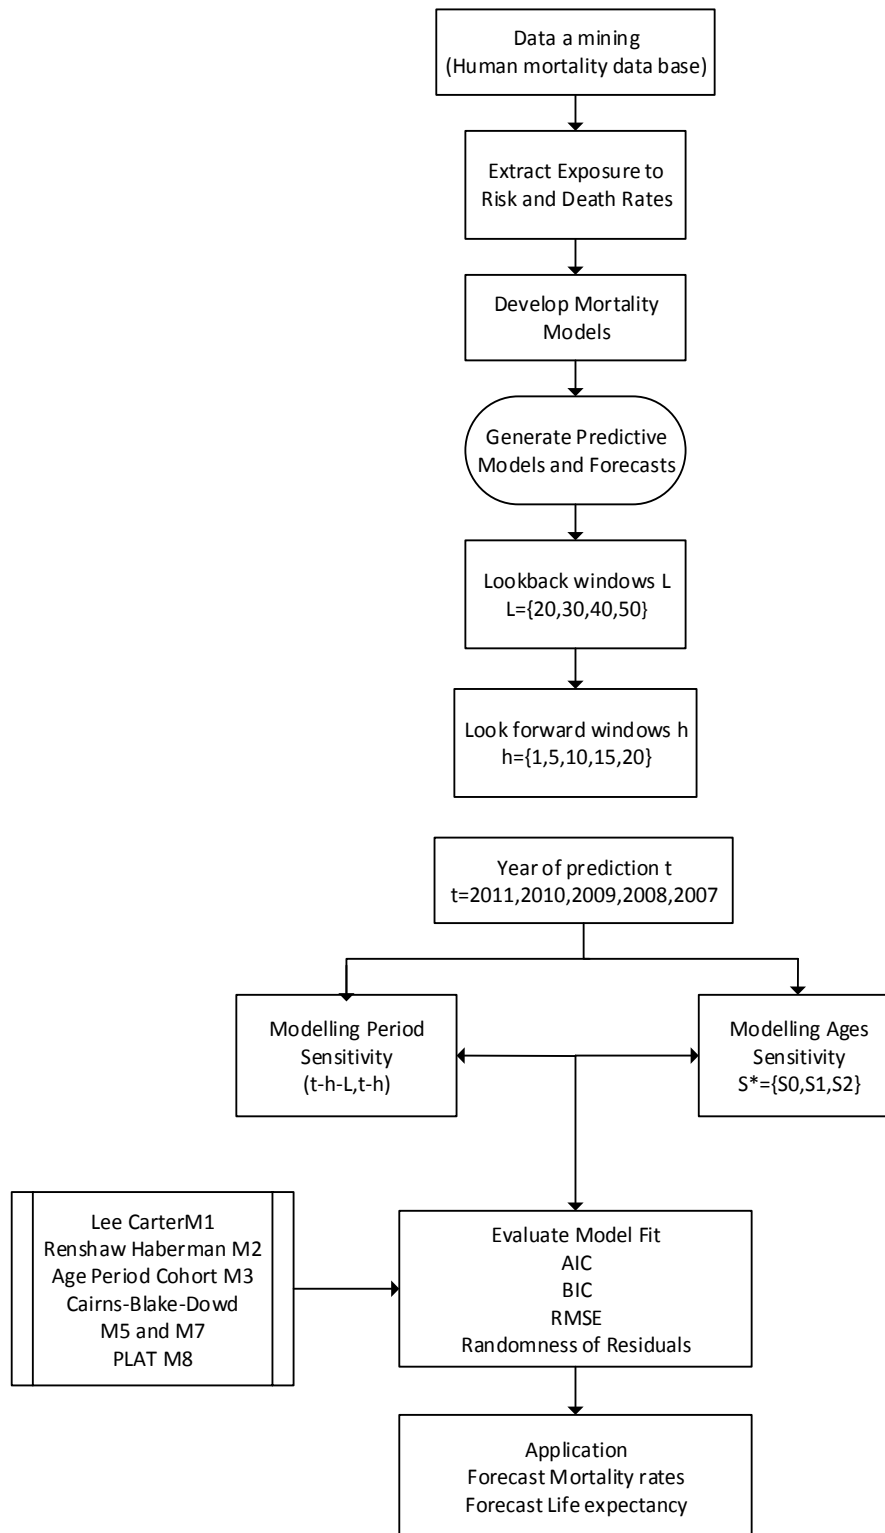 Data a mining
(Human mortality data base)
Extract Exposure to
Risk and Death Rates
Develop Mortality
Models
Generate Predictive
Models and Forecasts
Lookback windows L
L={20,30,40,50}
Look forward windows h
h={1,5,10,15,20}
Year of prediction t
t=2011,2010,2009,2008,2007
Modelling Period
Sensitivity
(t-h-L,t-h)
Modelling Ages
Sensitivity
S*={S0,S1,S2}
Lee CarterM1
Renshaw Haberman M2
Age Period Cohort M3
Cairns-Blake-Dowd
M5 and M7
PLAT M8
Evaluate Model Fit
AIC
BIC
RMSE
Randomness of Residuals
Application
Forecast Mortality rates
Forecast Life expectancy